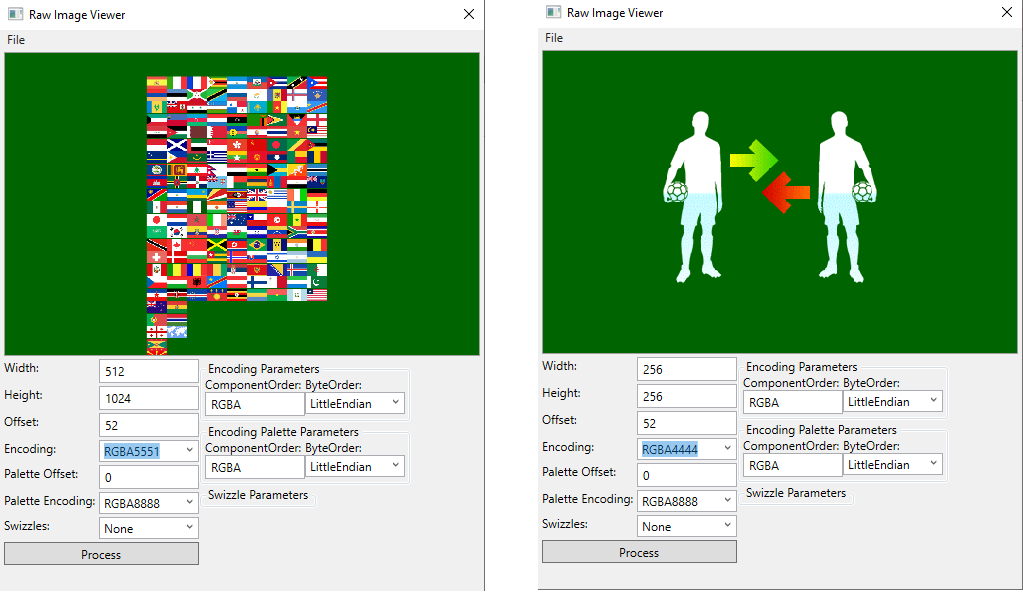 Raw Image Viewer
File
Width:
512
Height:
1024
Offset:
52
Encoding:
RGBA5551
Palette Offset:
0
Palette Encoding:
RGBA8888
Swizzles:
None
Process
Encoding Parameters
ComponentOrder: ByteOrder:
RGBA
LittleEndian
Encoding Palette Parameters
ComponentOrder: ByteOrder:
RGBA
LittleEndian
Swizzle Parameters
Raw Image Viewer
File
Width:
256
Height:
256
Offset:
52
Encoding:
RGBA4444
Palette Offset:
0
Palette Encoding:
RGBA8888
Swizzles:
None
Process
Encoding Parameters
ComponentOrder: ByteOrder:
RGBA
LittleEndian
Encoding Palette Parameters
ComponentOrder: ByteOrder:
RGBA
LittleEndian
Swizzle Parameters